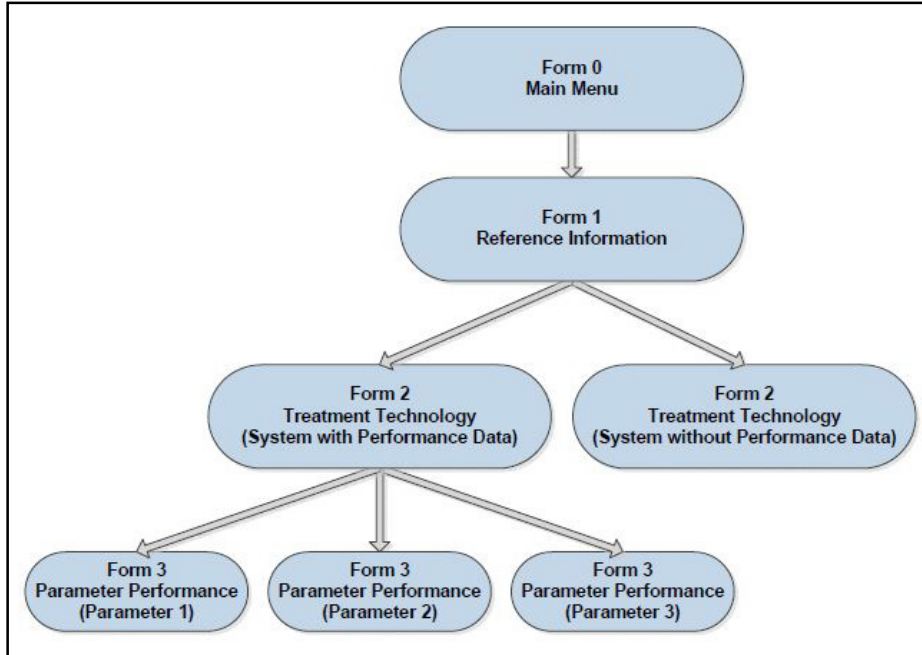 Form 0
Main Menu
Form 1
Reference Information
Form 2
Treatment Technology
(System with Performance Data)
Form 2
Treatment Technology
(System without Performance Data)
Form 3
Parameter Performance
(Parameter 1)
Form 3
Parameter Performance
(Parameter 2)
Form 3
Parameter Performance
(Parameter 3)